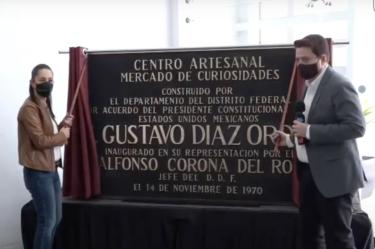 CENTRO ARTESANAL
MERCADO DE CURIOSIDADES
CONSTRUIDO POR
EL DEPARTAMENTO DEL DISTRITO FEDERAL
POR ACUERDO DEL PRESIDENTE CONSTITUCIONAL
ESTADOS UNIDOS MEXICANOS
GUSTAVO DIAZ ORD
INAUGURADO EN SU REPRESENTACION POR EL
ALFONSO CORONA DEL RO
JEFE DEL D. D. F.
EL 14 DE NOVIEMBRE DE 1970